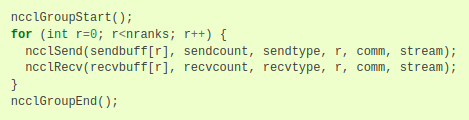 ncclGroupStart();
for (int r=0; r<nranks; r++) {
  ncclSend(sendbuff[r], sendcount, sendtype, r, comm, stream);
  ncclRecv(recvbuff[r], recvcount, recvtype, r, comm, stream);
}
ncclGroupEnd();